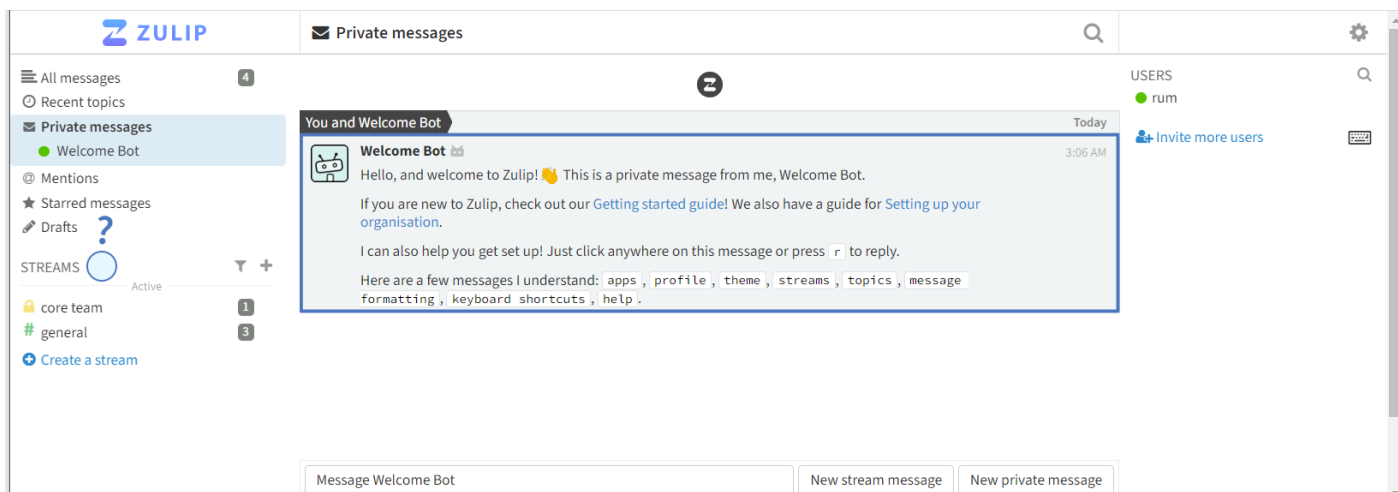 ZULIP
Private messages
All messages 4
Recent topics
Private messages
Welcome Bot
@ Mentions
Starred messages
Drafts
?
STREAMS
Active
core team 1
# general 3
Create a stream
You and Welcome Bot Today
Welcome Bot 3:06 AM
Hello, and welcome to Zulip! 👋 This is a private message from me, Welcome Bot.
If you are new to Zulip, check out our Getting started guide! We also have a guide for Setting up your
organisation.
I can also help you get set up! Just click anywhere on this message or press r to reply.
Here are a few messages I understand: apps, profile, theme, streams, topics, message
formatting, keyboard shortcuts, help.
Message Welcome Bot
New stream message
New private message
USERS
rum
Invite more users